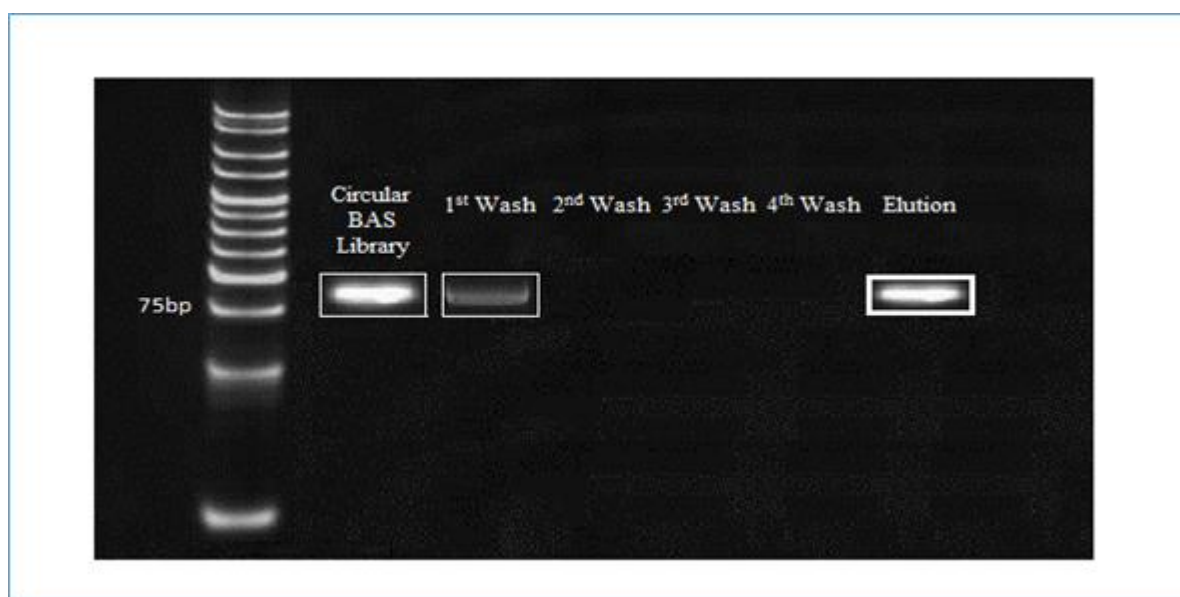 Circular
BAS
Library
1st Wash
2nd Wash
3rd Wash
4th Wash
Elution
75bp